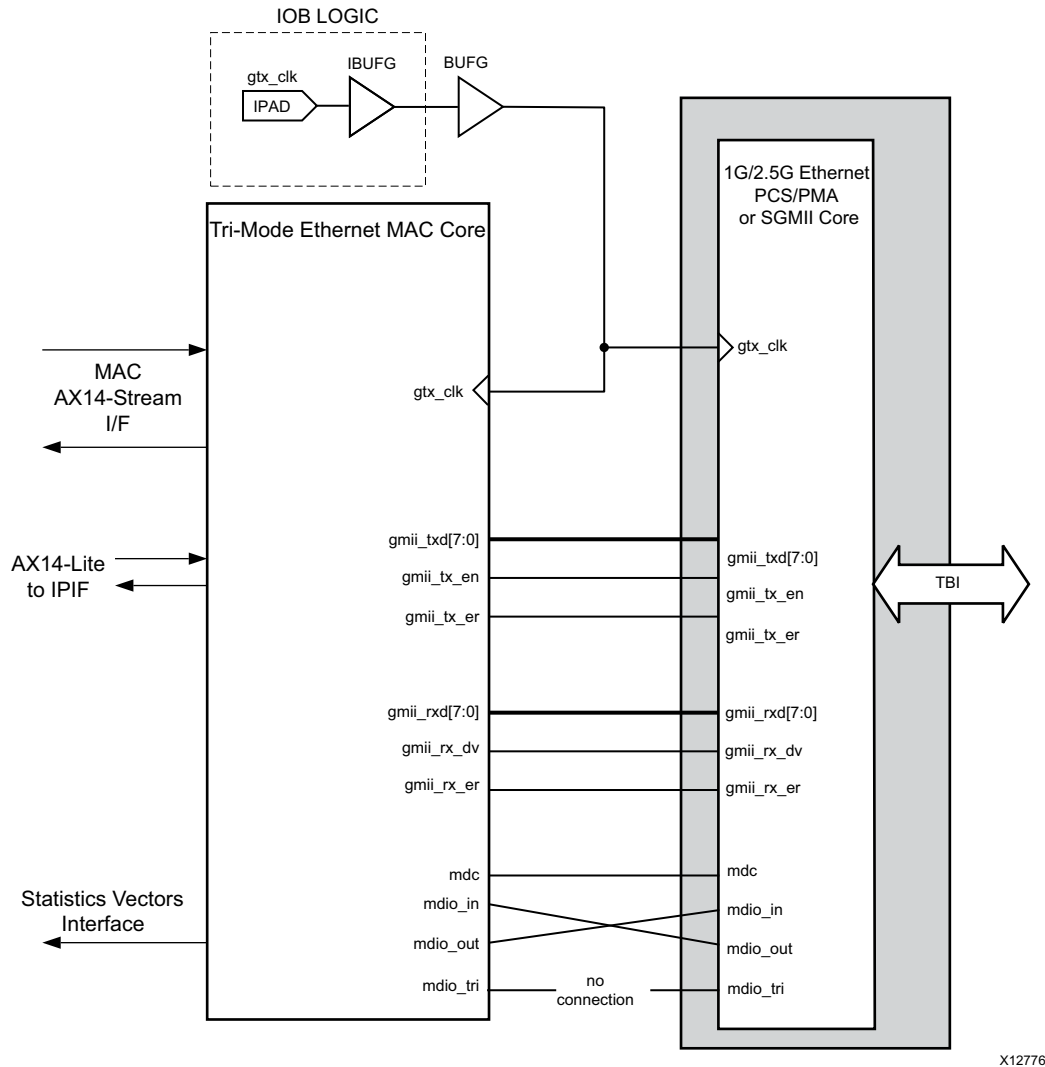 IOB LOGIC
gtx_clk
IPAD
IBUFG
BUFG
Tri-Mode Ethernet MAC Core
1G/2.5G Ethernet
PCS/PMA
or SGMII Core
MAC
AX14-Stream
I/F
AX14-Lite
to IPIF
Statistics Vectors
Interface
gtx_clk
gmii_txd[7:0]
gmii_tx_en
gmii_tx_er
gmii_rxd[7:0]
gmii_rx_dv
gmii_rx_er
mdc
mdio_in
mdio_out
mdio_tri
no
connection
gtx_clk
gmii_txd[7:0]
gmii_tx_en
gmii_tx_er
gmii_rxd[7:0]
gmii_rx_dv
gmii_rx_er
mdc
mdio_in
mdio_out
mdio_tri
TBI
X12776